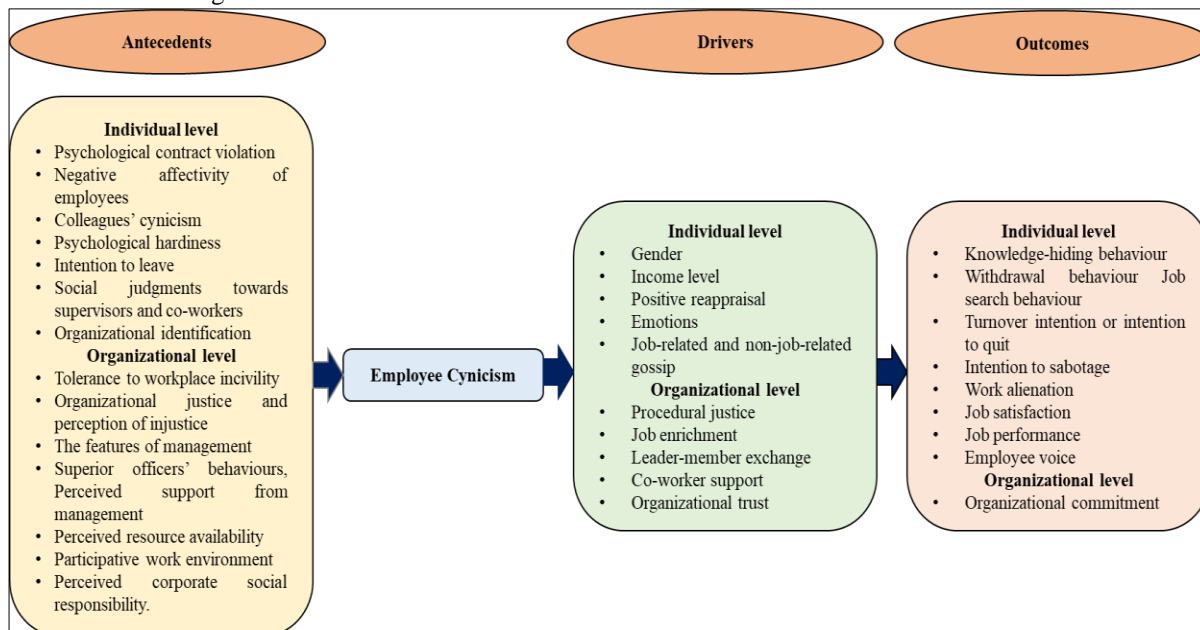 Antecedents
Drivers
Outcomes
Individual level
• Psychological contract violation
• Negative affectivity of
employees
• Colleagues’ cynicism
• Psychological hardiness
• Intention to leave
• Social judgments towards
supervisors and co-workers
• Organizational identification
Organizational level
• Tolerance to workplace incivility
• Organizational justice and
perception of injustice
• The features of management
• Superior officers’ behaviours,
Perceived support from
management
• Perceived resource availability
• Participative work environment
• Perceived corporate social
responsibility.
Employee Cynicism
Individual level
• Gender
• Income level
• Positive reappraisal
• Emotions
• Job-related and non-job-related
gossip
Organizational level
• Procedural justice
• Job enrichment
• Leader-member exchange
• Co-worker support
• Organizational trust
Individual level
• Knowledge-hiding behaviour
• Withdrawal behaviour Job
search behaviour
• Turnover intention or intention
to quit
• Intention to sabotage
• Work alienation
• Job satisfaction
• Job performance
• Employee voice
Organizational level
• Organizational commitment